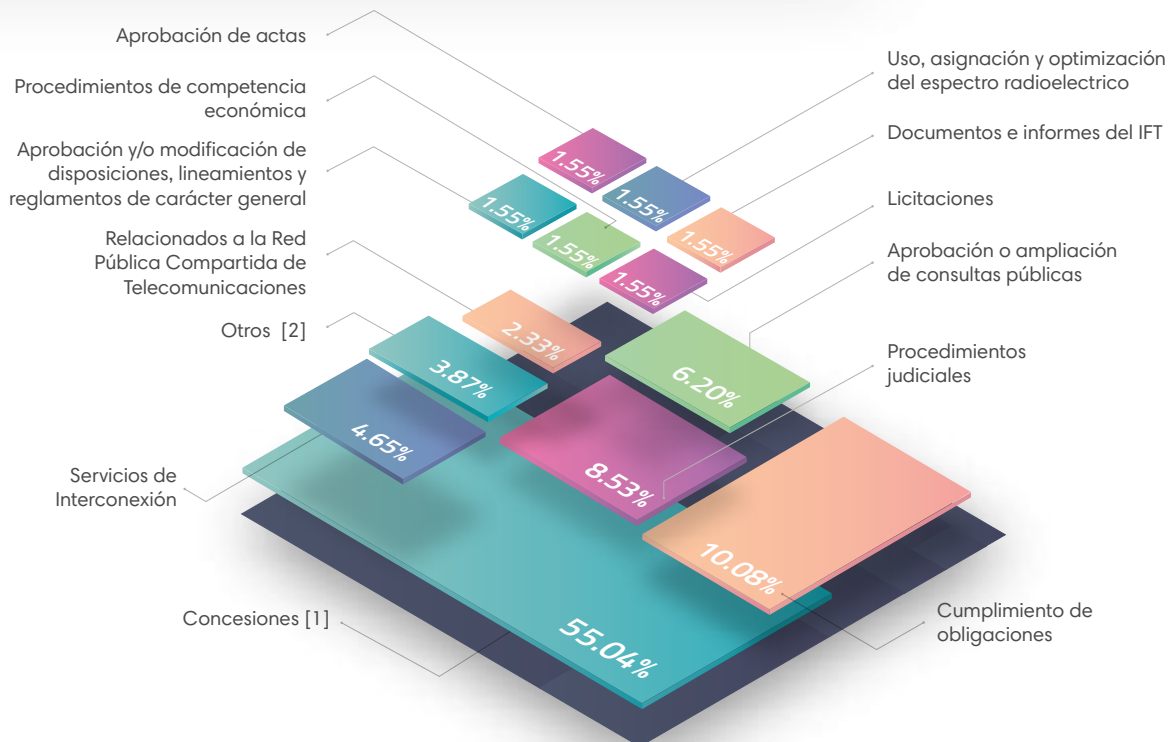 Aprobación de actas
Procedimientos de competencia
económica
Aprobación y/o modificación de
disposiciones, lineamientos y
reglamentos de carácter general
Relacionados a la Red
Pública Compartida de
Telecomunicaciones
Otros [2]
Servicios de
Interconexión
Concesiones [1]
Uso, asignación y optimización
del espectro radioelectrico
Documentos e informes del IFT
Licitaciones
Aprobación o ampliación
de consultas públicas
Procedimientos
judiciales
Cumplimiento de
obligaciones
1.55%
1.55%
1.55%
1.55%
1.55%
1.55%
2.33%
3.87%
6.20%
4.65%
8.53%
10.08%
55.04%